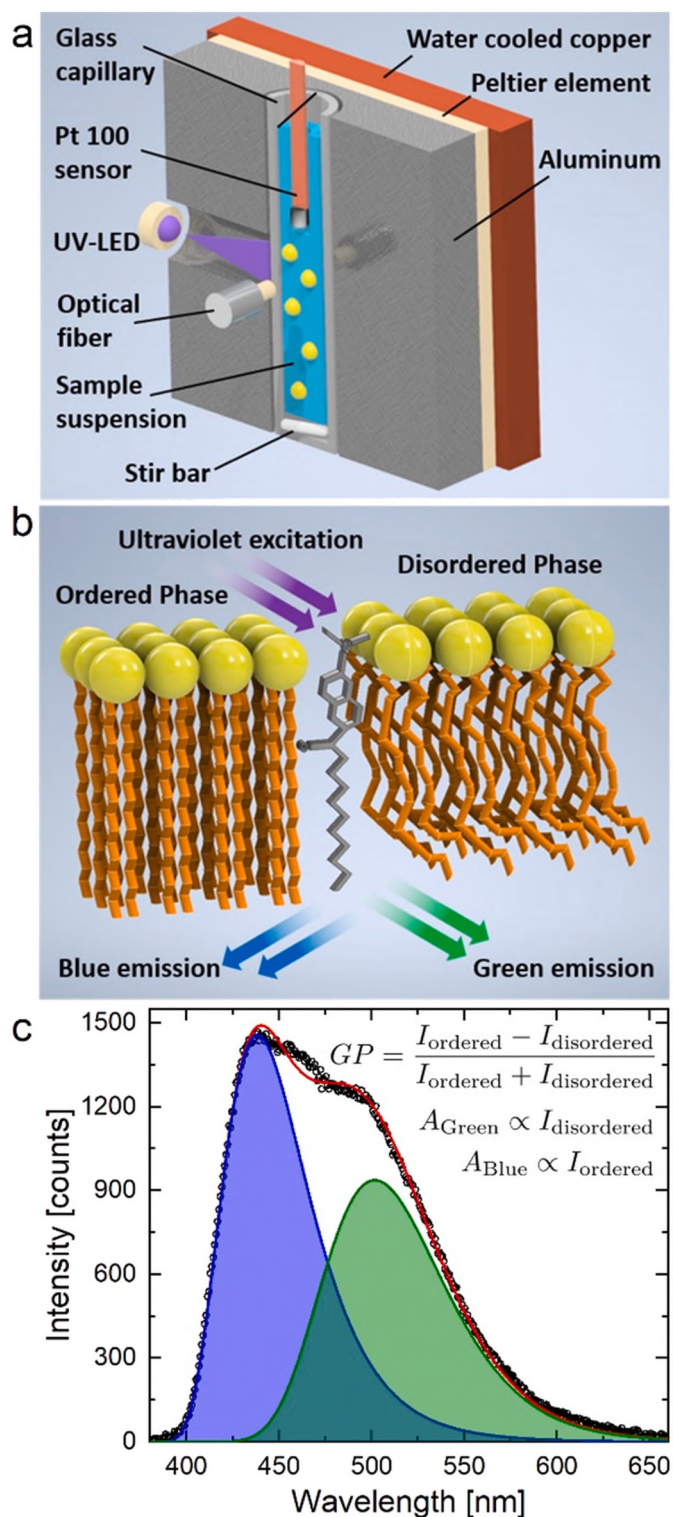 a
Glass
capillary
Water cooled copper
Peltier element
Pt 100
sensor
Aluminum
UV-LED
Optical
fiber
Sample
suspension
Stir bar
b
Ultraviolet excitation
Disordered Phase
Ordered Phase
Blue emission
Green emission
c
GP = (I_ordered − I_disordered) / (I_ordered + I_disordered)
A_Green ∝ I_disordered
A_Blue ∝ I_ordered
Intensity [counts]
1500
1200
900
600
300
0
400 450 500 550 600 650
Wavelength [nm]